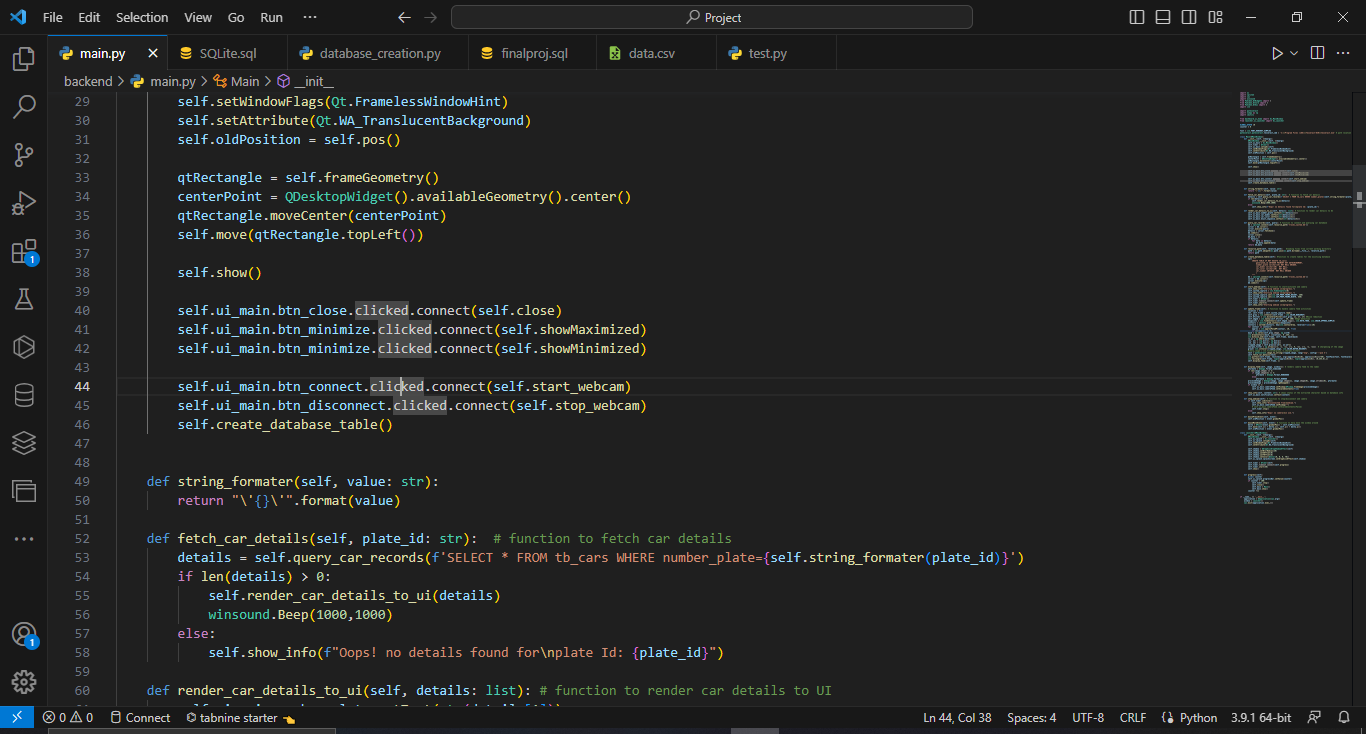 File Edit Selection View Go Run ··· Project
main.py SQLite.sql database_creation.py finalproj.sql data.csv test.py
backend > main.py > Main > __init__
29 self.setWindowFlags(Qt.FramelessWindowHint)
30 self.setAttribute(Qt.WA_TranslucentBackground)
31 self.oldPosition = self.pos()
32
33 qtRectangle = self.frameGeometry()
34 centerPoint = QDesktopWidget().availableGeometry().center()
35 qtRectangle.moveCenter(centerPoint)
36 self.move(qtRectangle.topLeft())
37
38 self.show()
39
40 self.ui_main.btn_close.clicked.connect(self.close)
41 self.ui_main.btn_minimize.clicked.connect(self.showMaximized)
42 self.ui_main.btn_minimize.clicked.connect(self.showMinimized)
43
44 self.ui_main.btn_connect.clicked.connect(self.start_webcam)
45 self.ui_main.btn_disconnect.clicked.connect(self.stop_webcam)
46 self.create_database_table()
47
48
49 def string_formater(self, value: str):
50 return "\'{}\'".format(value)
51
52 def fetch_car_details(self, plate_id: str):  # function to fetch car details
53 details = self.query_car_records(f'SELECT * FROM tb_cars WHERE number_plate={self.string_formater(plate_id)}')
54 if len(details) > 0:
55 self.render_car_details_to_ui(details)
56 winsound.Beep(1000,1000)
57 else:
58 self.show_info(f"Oops! no details found for\nplate Id: {plate_id}")
59
60 def render_car_details_to_ui(self, details: list): # function to render car details to UI
1
1
0 0 Connect tabnine starter Ln 44, Col 38 Spaces: 4 UTF-8 CRLF Python 3.9.1 64-bit